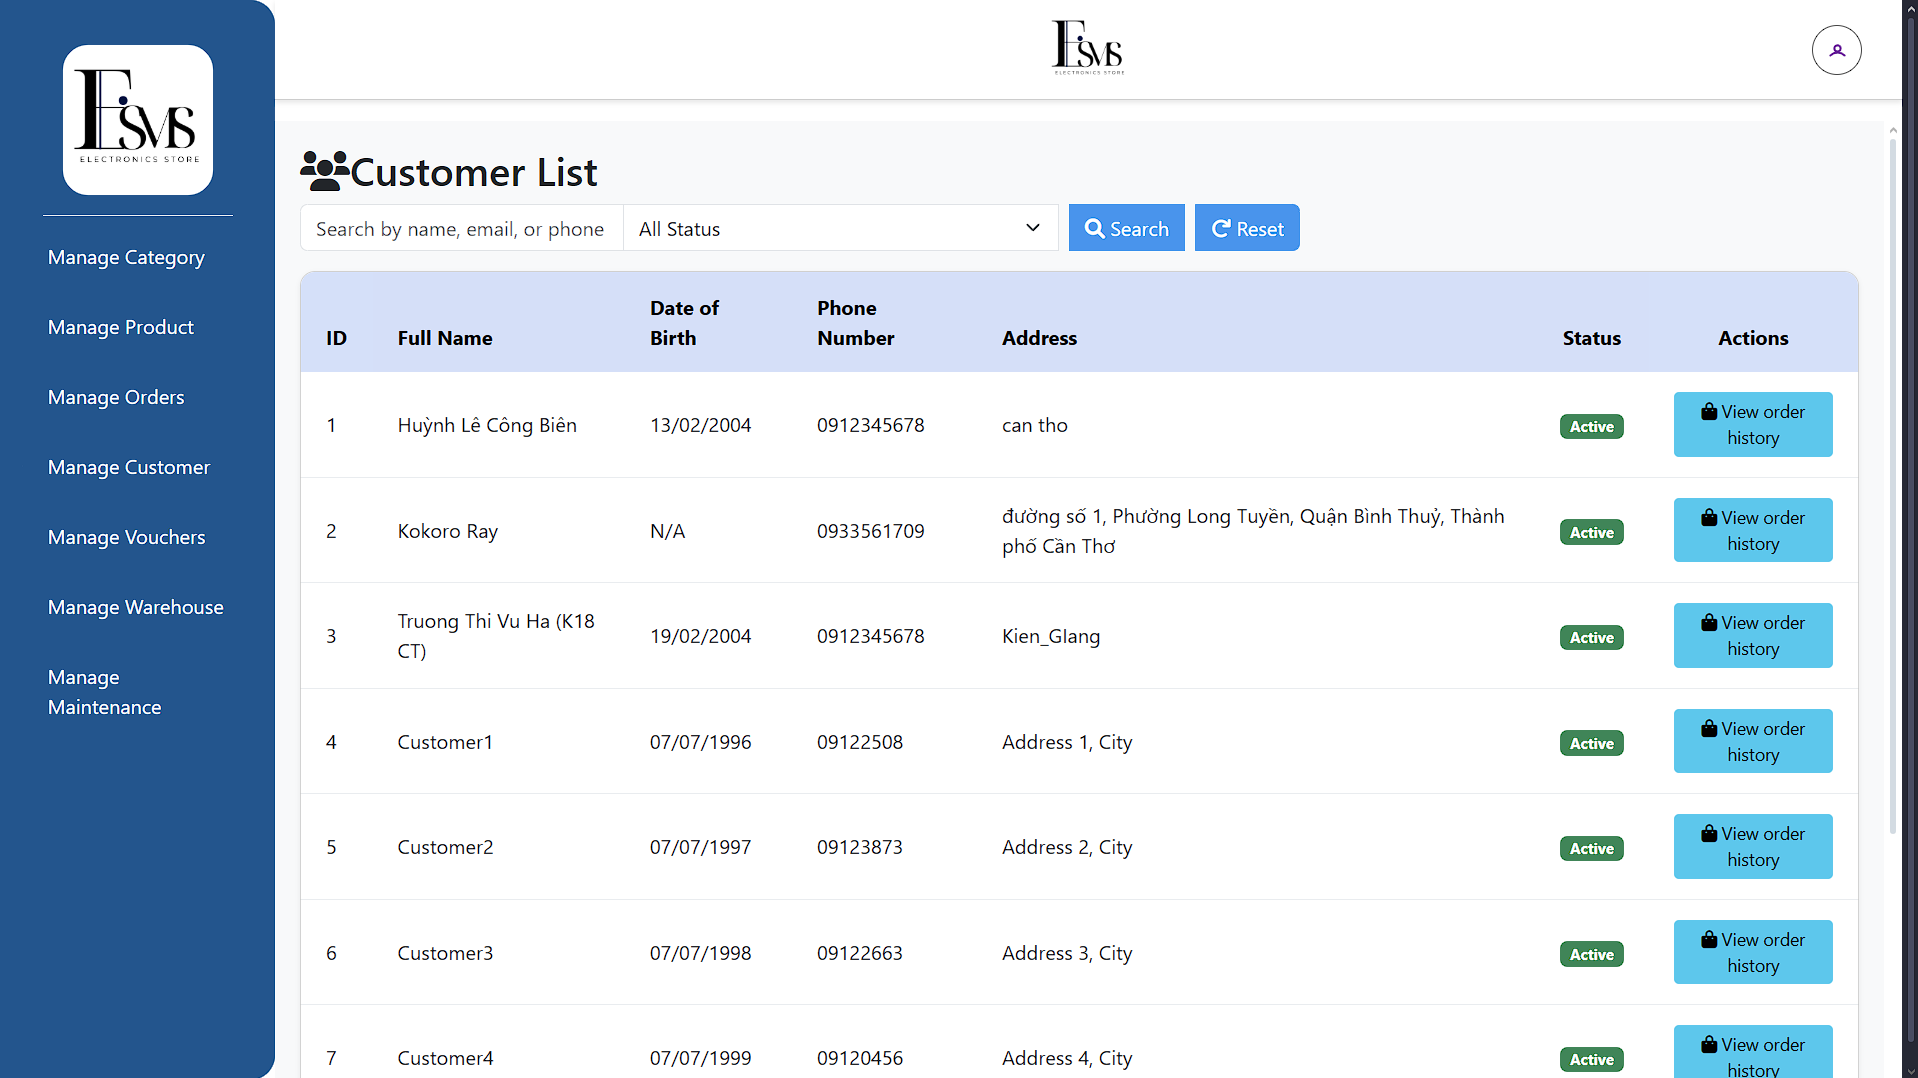 Esvs
ELECTRONICS STORE
Manage Category
Manage Product
Manage Orders
Manage Customer
Manage Vouchers
Manage Warehouse
Manage
Maintenance
Esvs
ELECTRONICS STORE
Customer List
Search by name, email, or phone
All Status
Search
Reset
ID Full Name Date of Birth Phone Number Address Status Actions
1 Huỳnh Lê Công Biên 13/02/2004 0912345678 can tho Active View order history
2 Kokoro Ray N/A 0933561709 đường số 1, Phường Long Tuyền, Quận Bình Thuỷ, Thành phố Cần Thơ Active View order history
3 Truong Thi Vu Ha (K18 CT) 19/02/2004 0912345678 Kien_GIang Active View order history
4 Customer1 07/07/1996 09122508 Address 1, City Active View order history
5 Customer2 07/07/1997 09123873 Address 2, City Active View order history
6 Customer3 07/07/1998 09122663 Address 3, City Active View order history
7 Customer4 07/07/1999 09120456 Address 4, City Active View order history